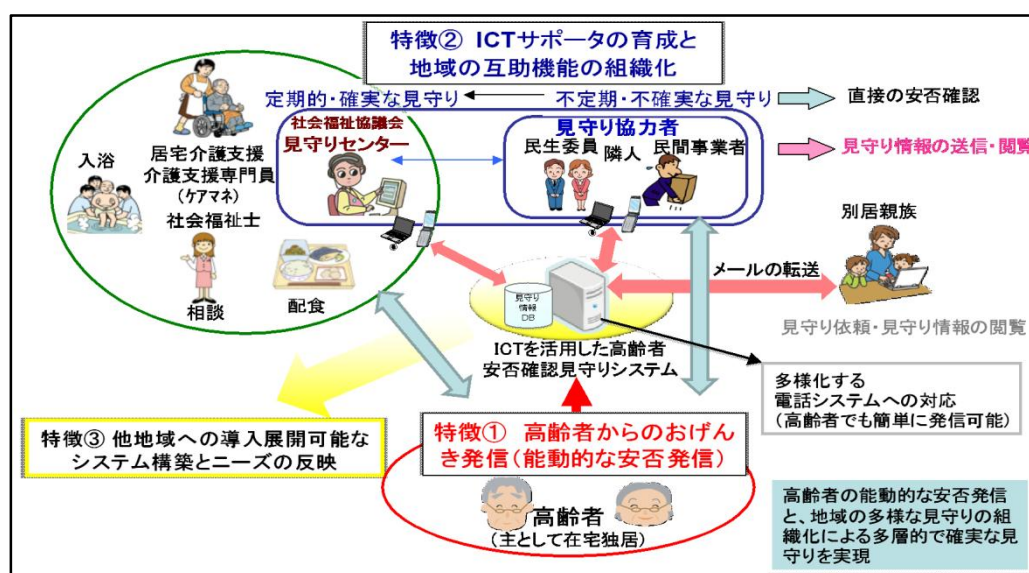 特徴② ICTサポータの育成と
地域の互助機能の組織化
定期的・確実な見守り
不定期・不確実な見守り
直接の安否確認
社会福祉協議会
見守りセンター
見守り協力者
民生委員
隣人
民間事業者
見守り情報の送信・閲覧
入浴
居宅介護支援
介護支援専門員
(ケアマネ)
社会福祉士
相談
配食
別居親族
メールの転送
見守り
情報
DB
見守り依頼・見守り情報の閲覧
ICTを活用した高齢者
安否確認見守りシステム
多様化する
電話システムへの対応
(高齢者でも簡単に発信可能)
特徴③ 他地域への導入展開可能な
システム構築とニーズの反映
特徴① 高齢者からのおげん
き発信(能動的な安否発信)
高齢者
(主として在宅独居)
高齢者の能動的な安否発信
と、地域の多様な見守りの組
織化による多層的で確実な見
守りを実現